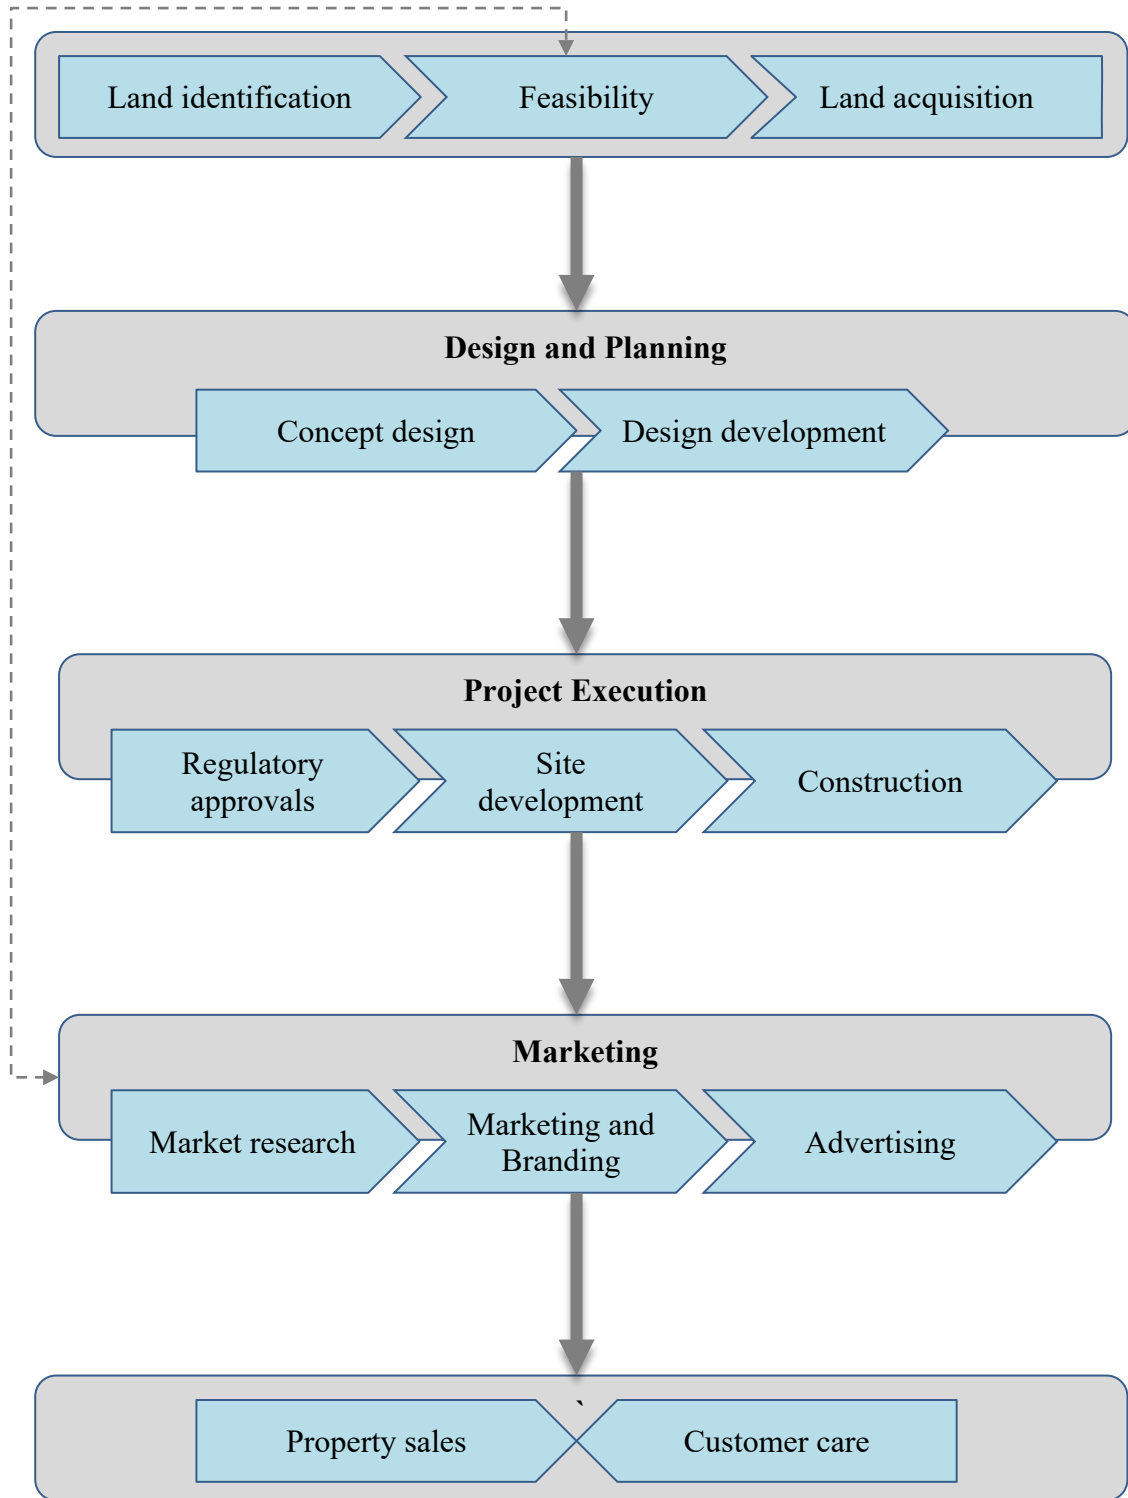 Land identification
Feasibility
Land acquisition
Design and Planning
Concept design
Design development
Project Execution
Regulatory
approvals
Site
development
Construction
Marketing
Market research
Marketing and
Branding
Advertising
`
Property sales
Customer care